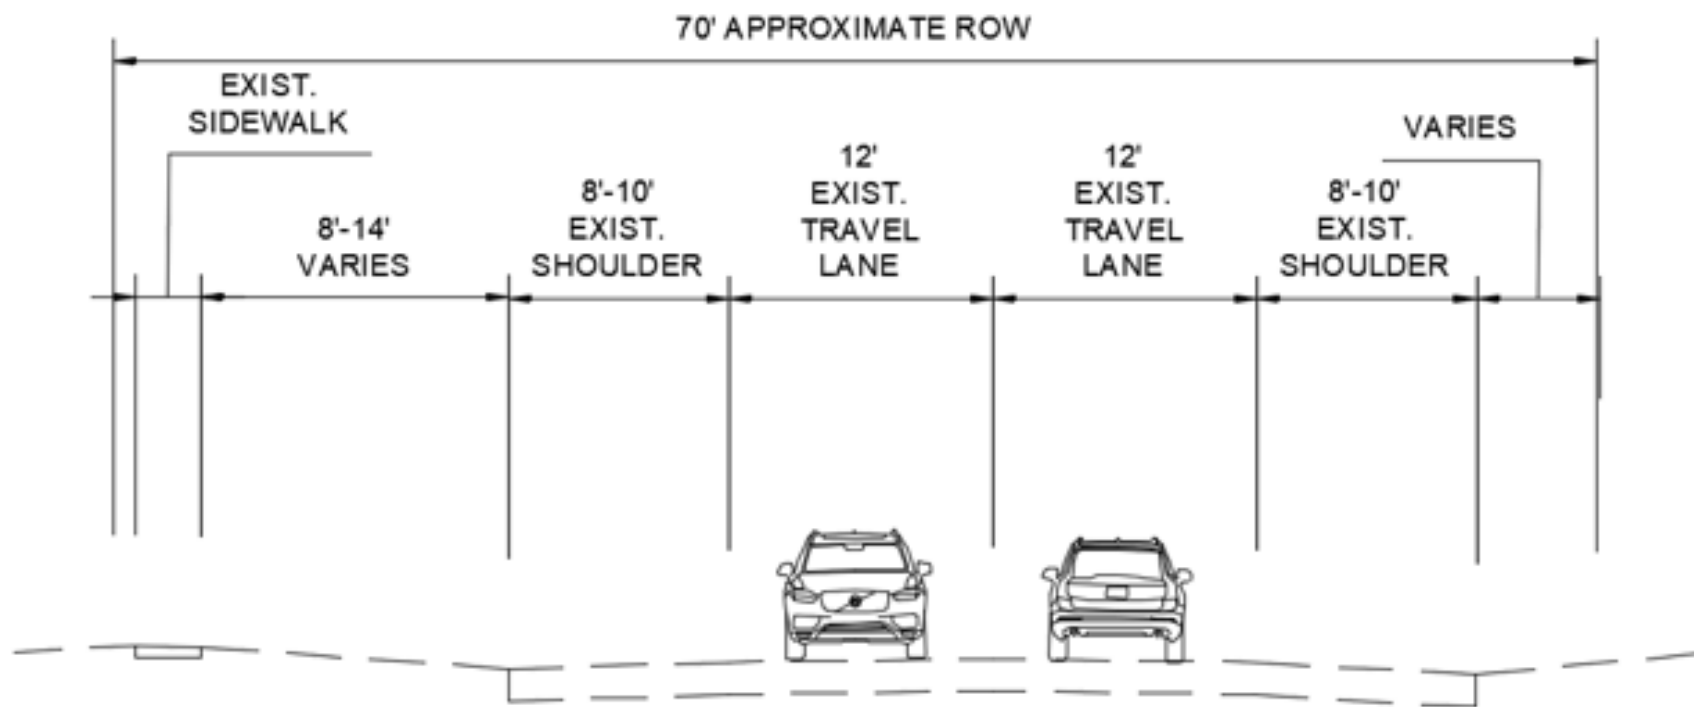 70' APPROXIMATE ROW
EXIST.
SIDEWALK
8'-14'
VARIES
8'-10'
EXIST.
SHOULDER
12'
EXIST.
TRAVEL
LANE
12'
EXIST.
TRAVEL
LANE
8'-10'
EXIST.
SHOULDER
VARIES